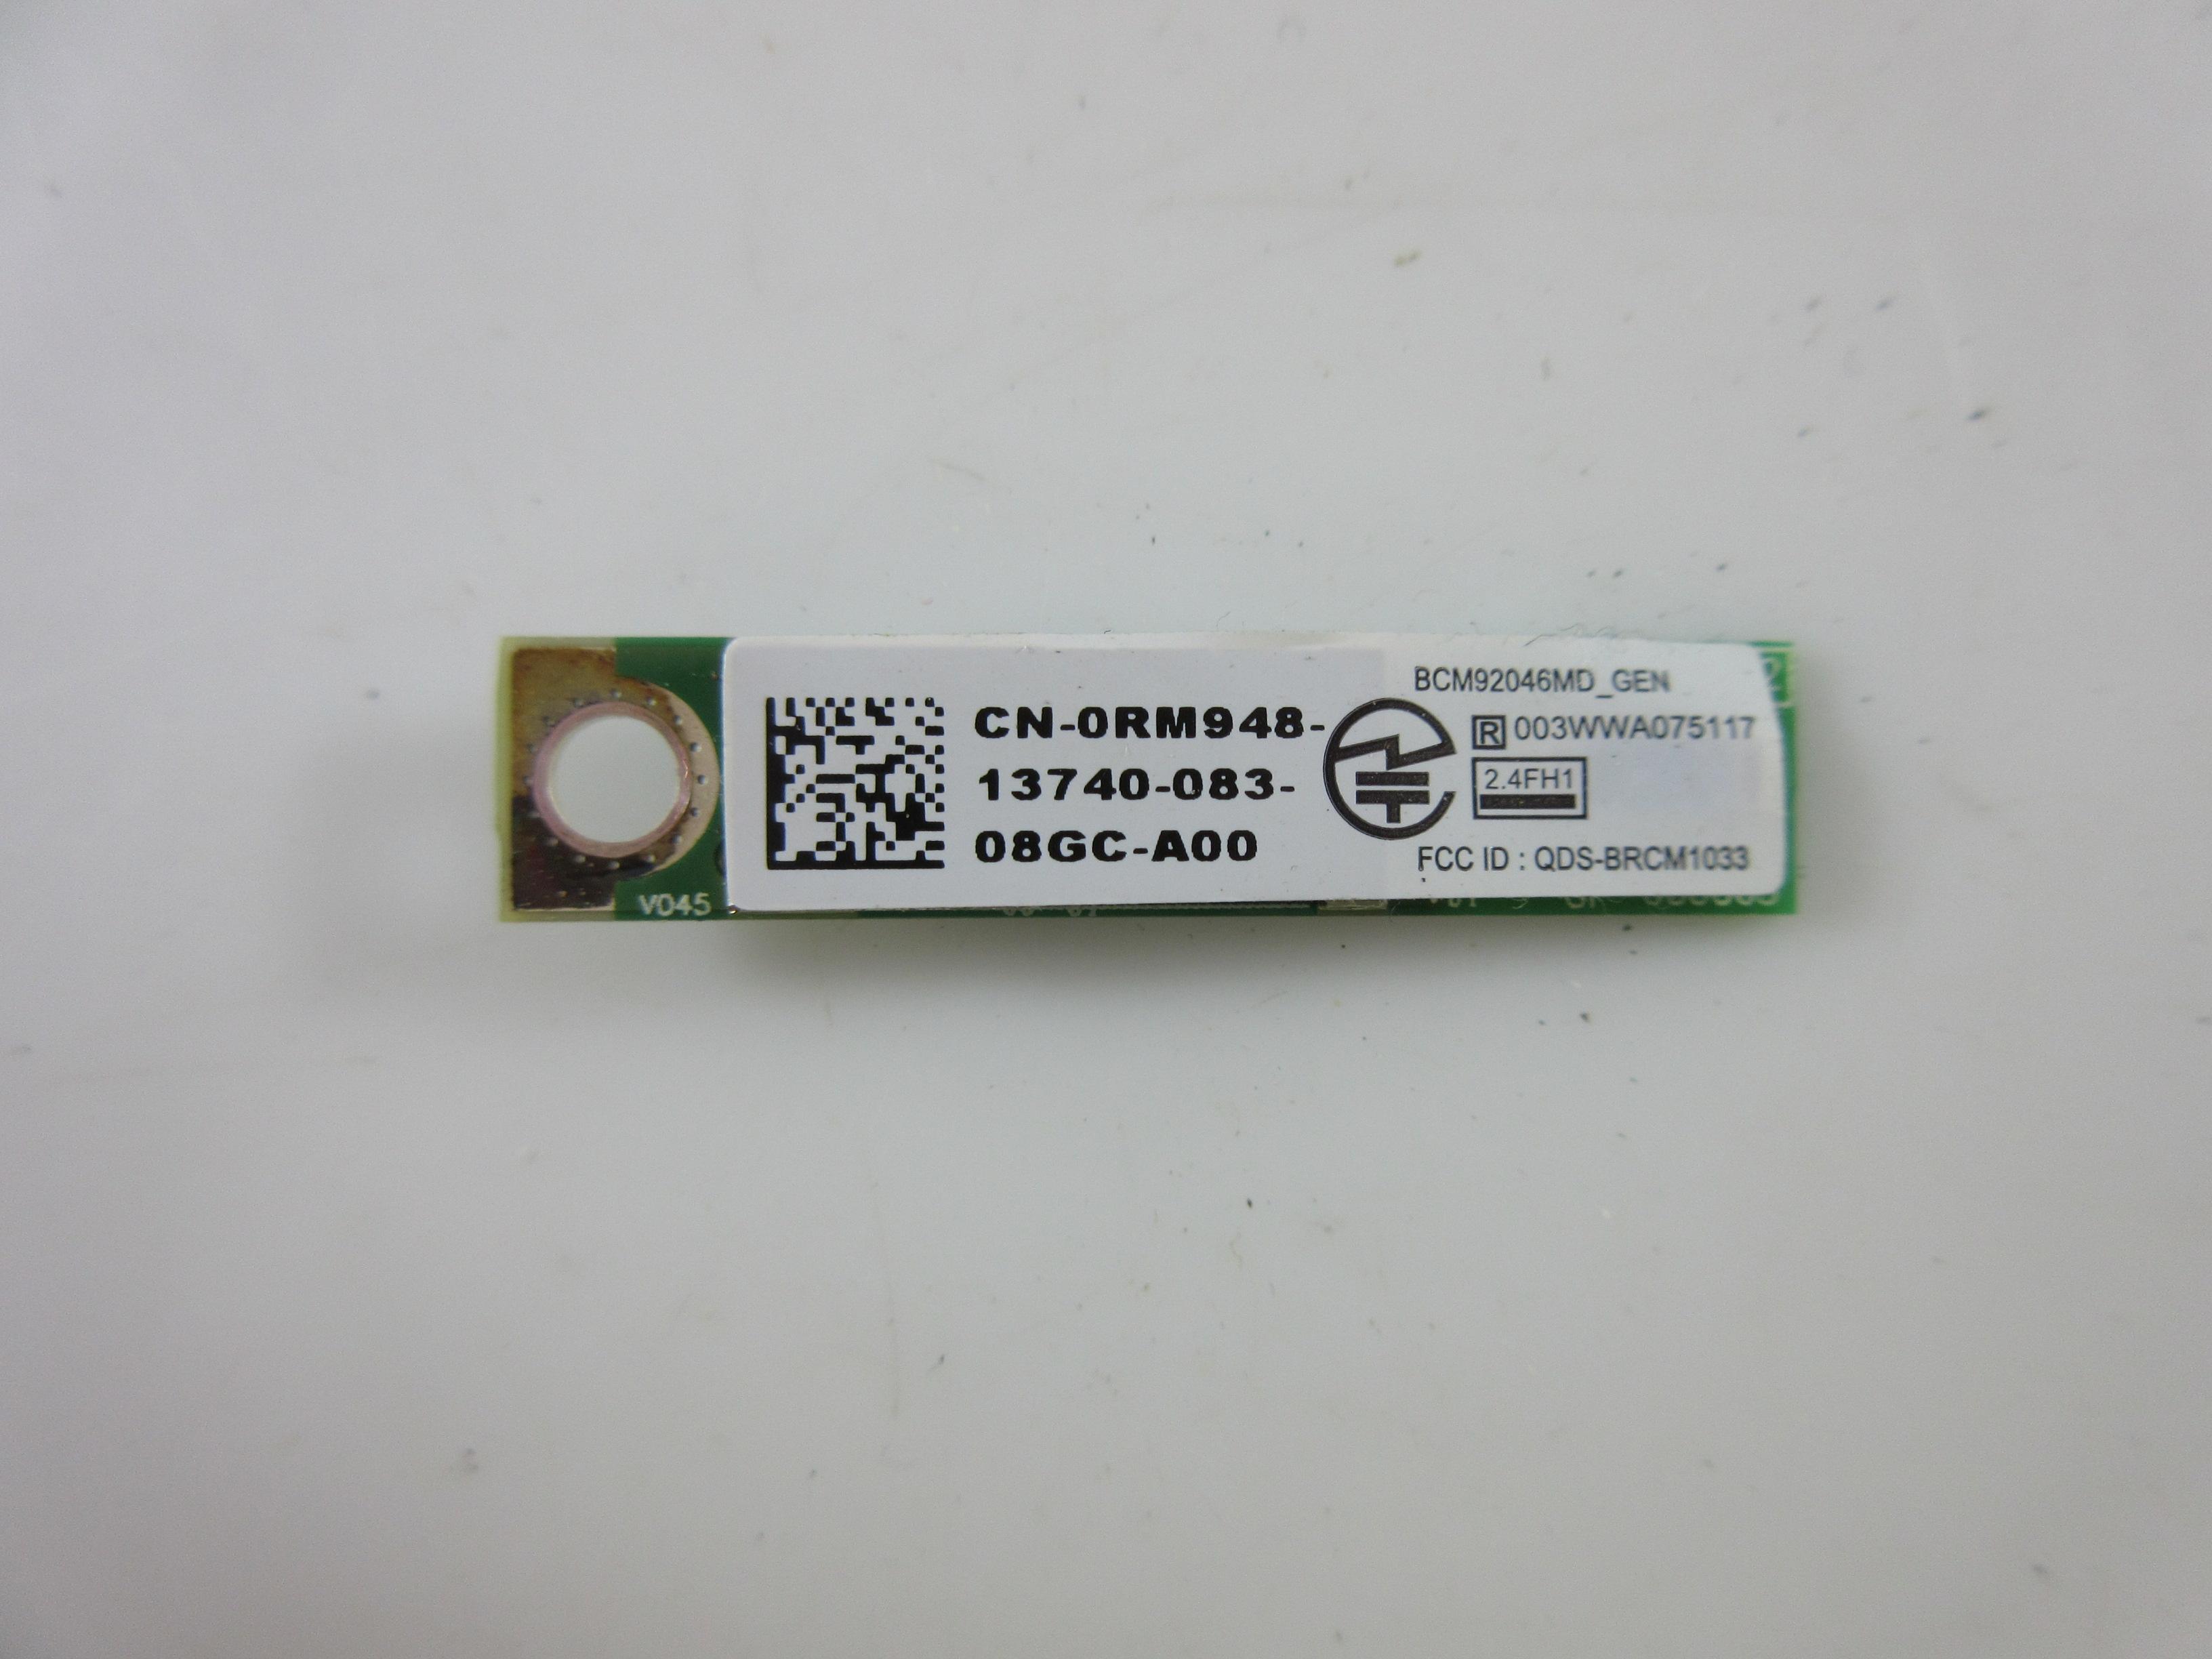 CN-0RM948-
13740-083-
08GC-A00
BCM92046MD_GEN
R 003WWA075117
2.4FH1
FCC ID : QDS-BRCM1033
V045